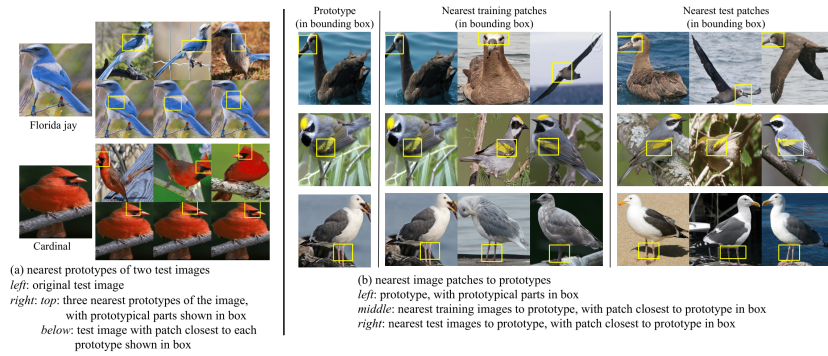 Florida jay
Cardinal
(a) nearest prototypes of two test images
left: original test image
right: top: three nearest prototypes of the image,
with prototypical parts shown in box
below: test image with patch closest to each
prototype shown in box
Prototype
(in bounding box)
Nearest training patches
(in bounding box)
Nearest test patches
(in bounding box)
(b) nearest image patches to prototypes
left: prototype, with prototypical parts in box
middle: nearest training images to prototype, with patch closest to prototype in box
right: nearest test images to prototype, with patch closest to prototype in box